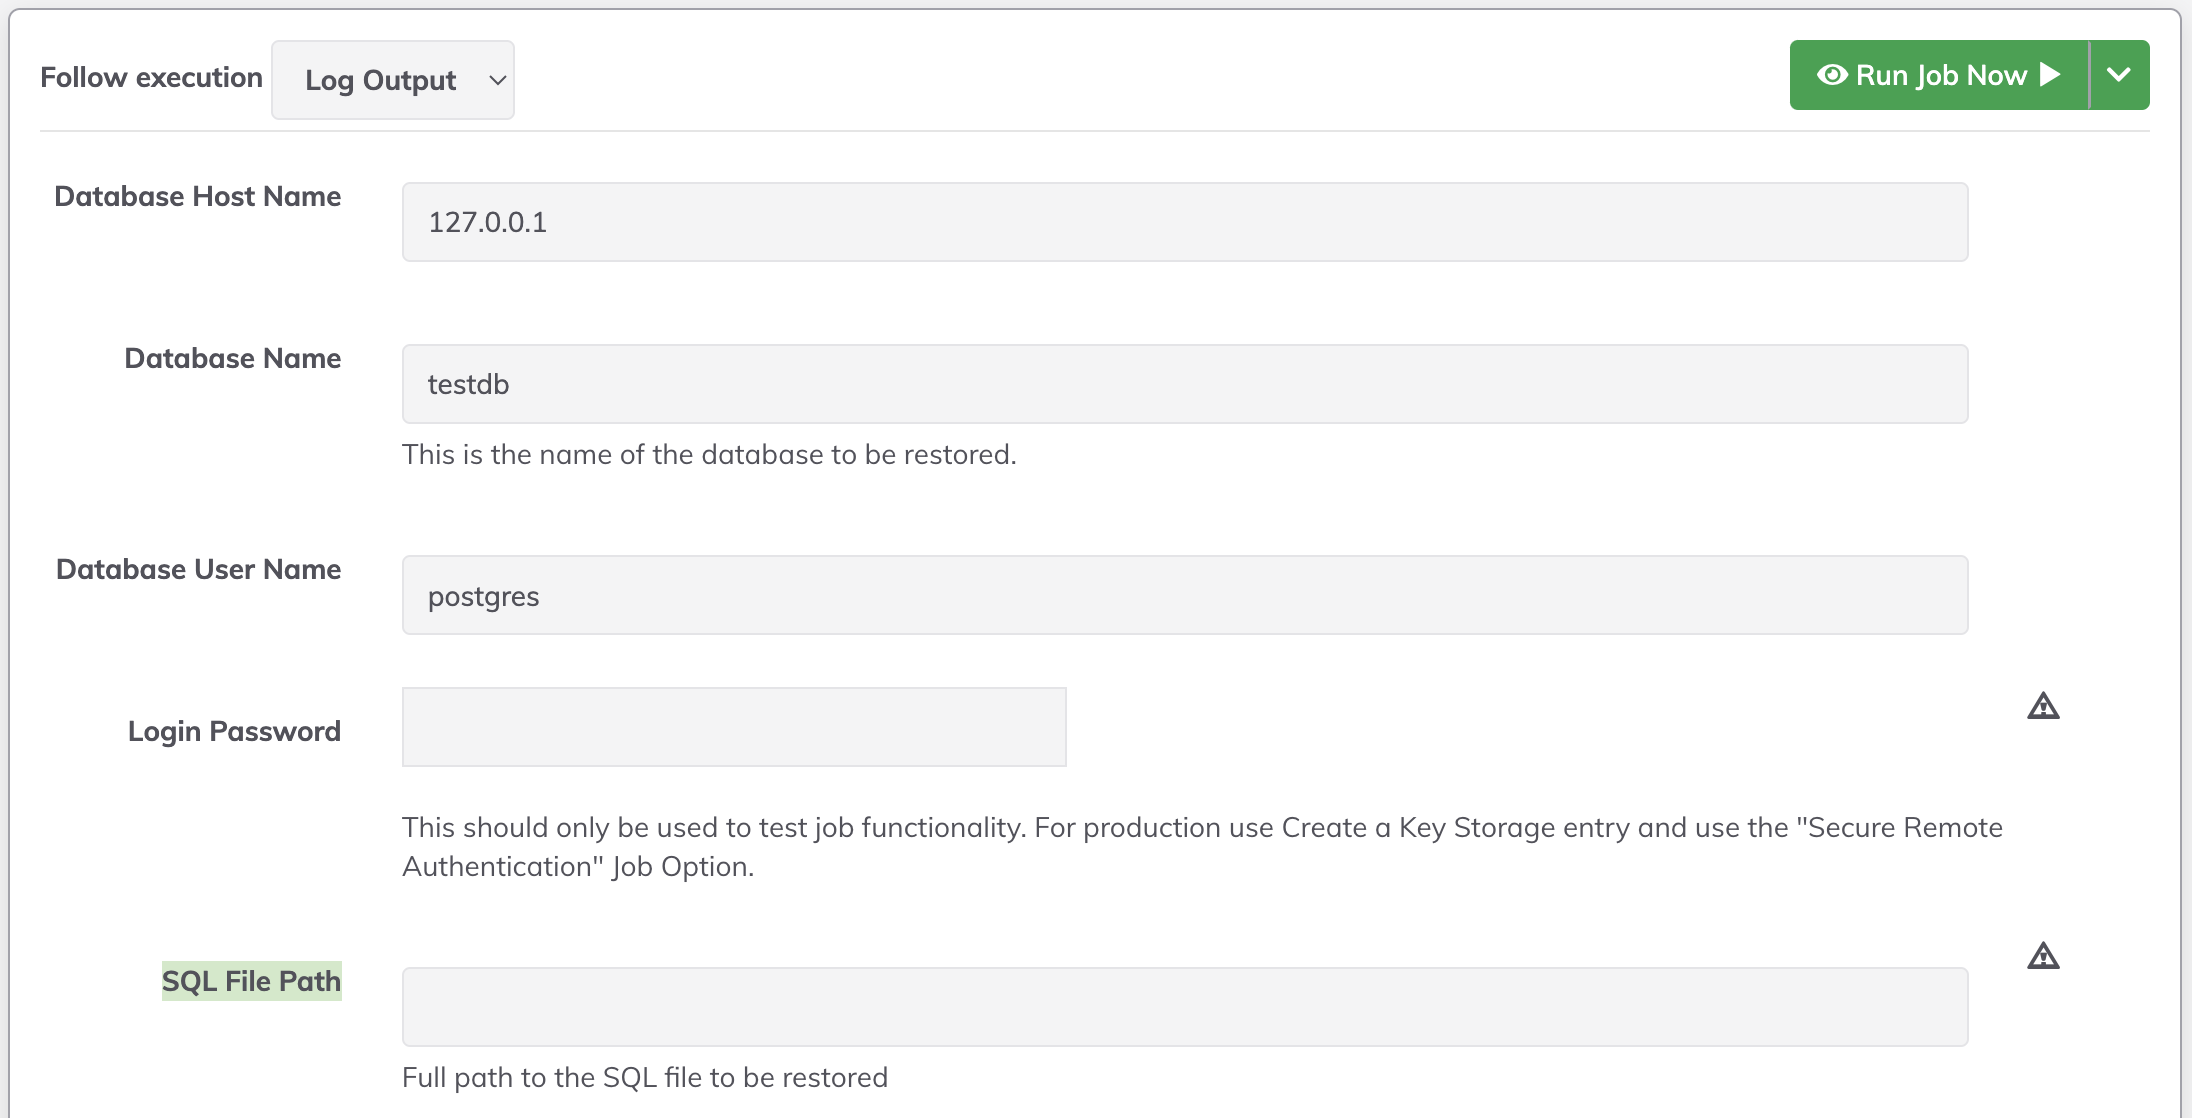 Follow execution Log Output Run Job Now
Database Host Name 127.0.0.1
Database Name testdb
This is the name of the database to be restored.
Database User Name postgres
Login Password
This should only be used to test job functionality. For production use Create a Key Storage entry and use the "Secure Remote
Authentication" Job Option.
SQL File Path
Full path to the SQL file to be restored